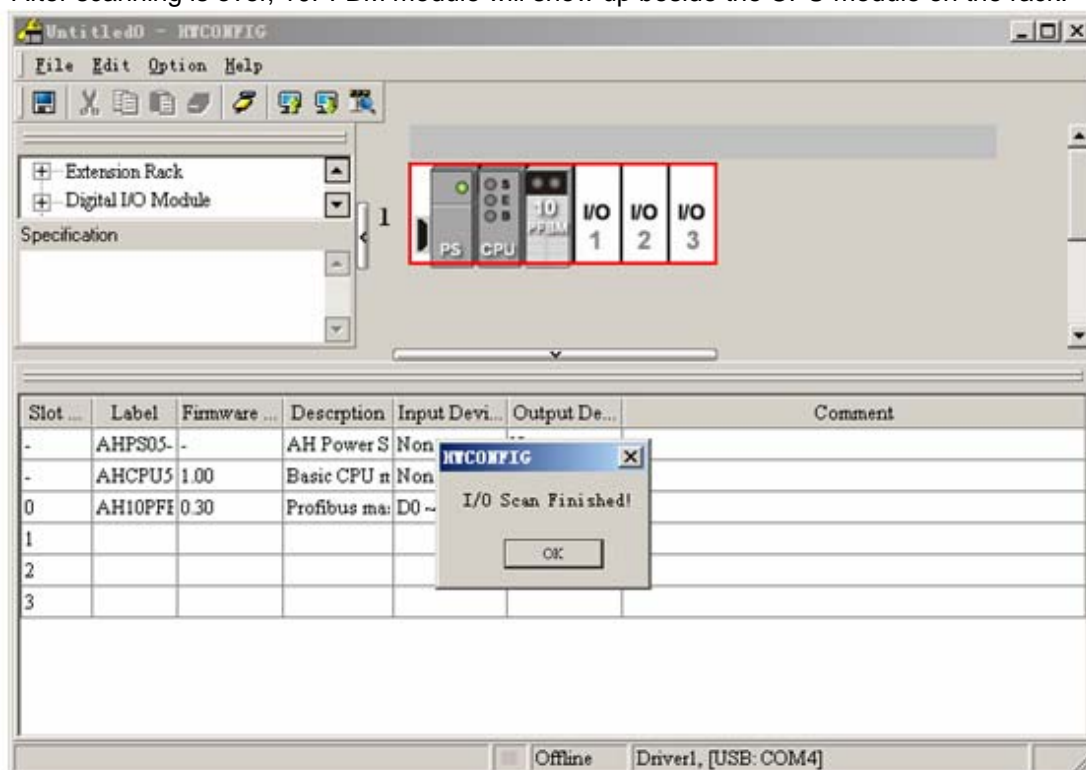 After scanning is over, 10PFBM module will show up beside the CPU module on the rack.
Untitled0 - HWCONFIG
File Edit Option Help
Extension Rack
Digital I/O Module
Specification
1
PS CPU 10 PFBM I/O 1 I/O 2 I/O 3
S
E
B
Slot ... Label Firmware ... Descrption Input Devi... Output De... Comment
- AHPS05- - AH Power S Non
- AHCPU5 1.00 Basic CPU m Non
0 AH10PFE 0.30 Profibus ma: D0 ~
1
2
3
HWCONFIG
I/O Scan Finished!
OK
Offline Driver1, [USB: COM4]